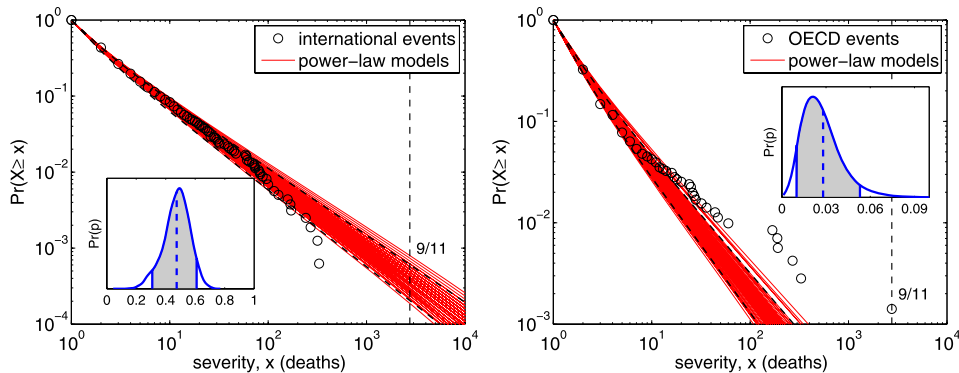 10^0
10^-1
10^-2
10^-3
10^-4
Pr(X≥ x)
international events
power-law models
9/11
Pr(p)
0 0.2 0.4 0.6 0.8 1
10^0 10^1 10^2 10^3 10^4
severity, x (deaths)
10^0
10^-1
10^-2
10^-3
Pr(X≥ x)
OECD events
power-law models
Pr(p)
0 0.03 0.06 0.09
9/11
10^0 10^1 10^2 10^3 10^4
severity, x (deaths)